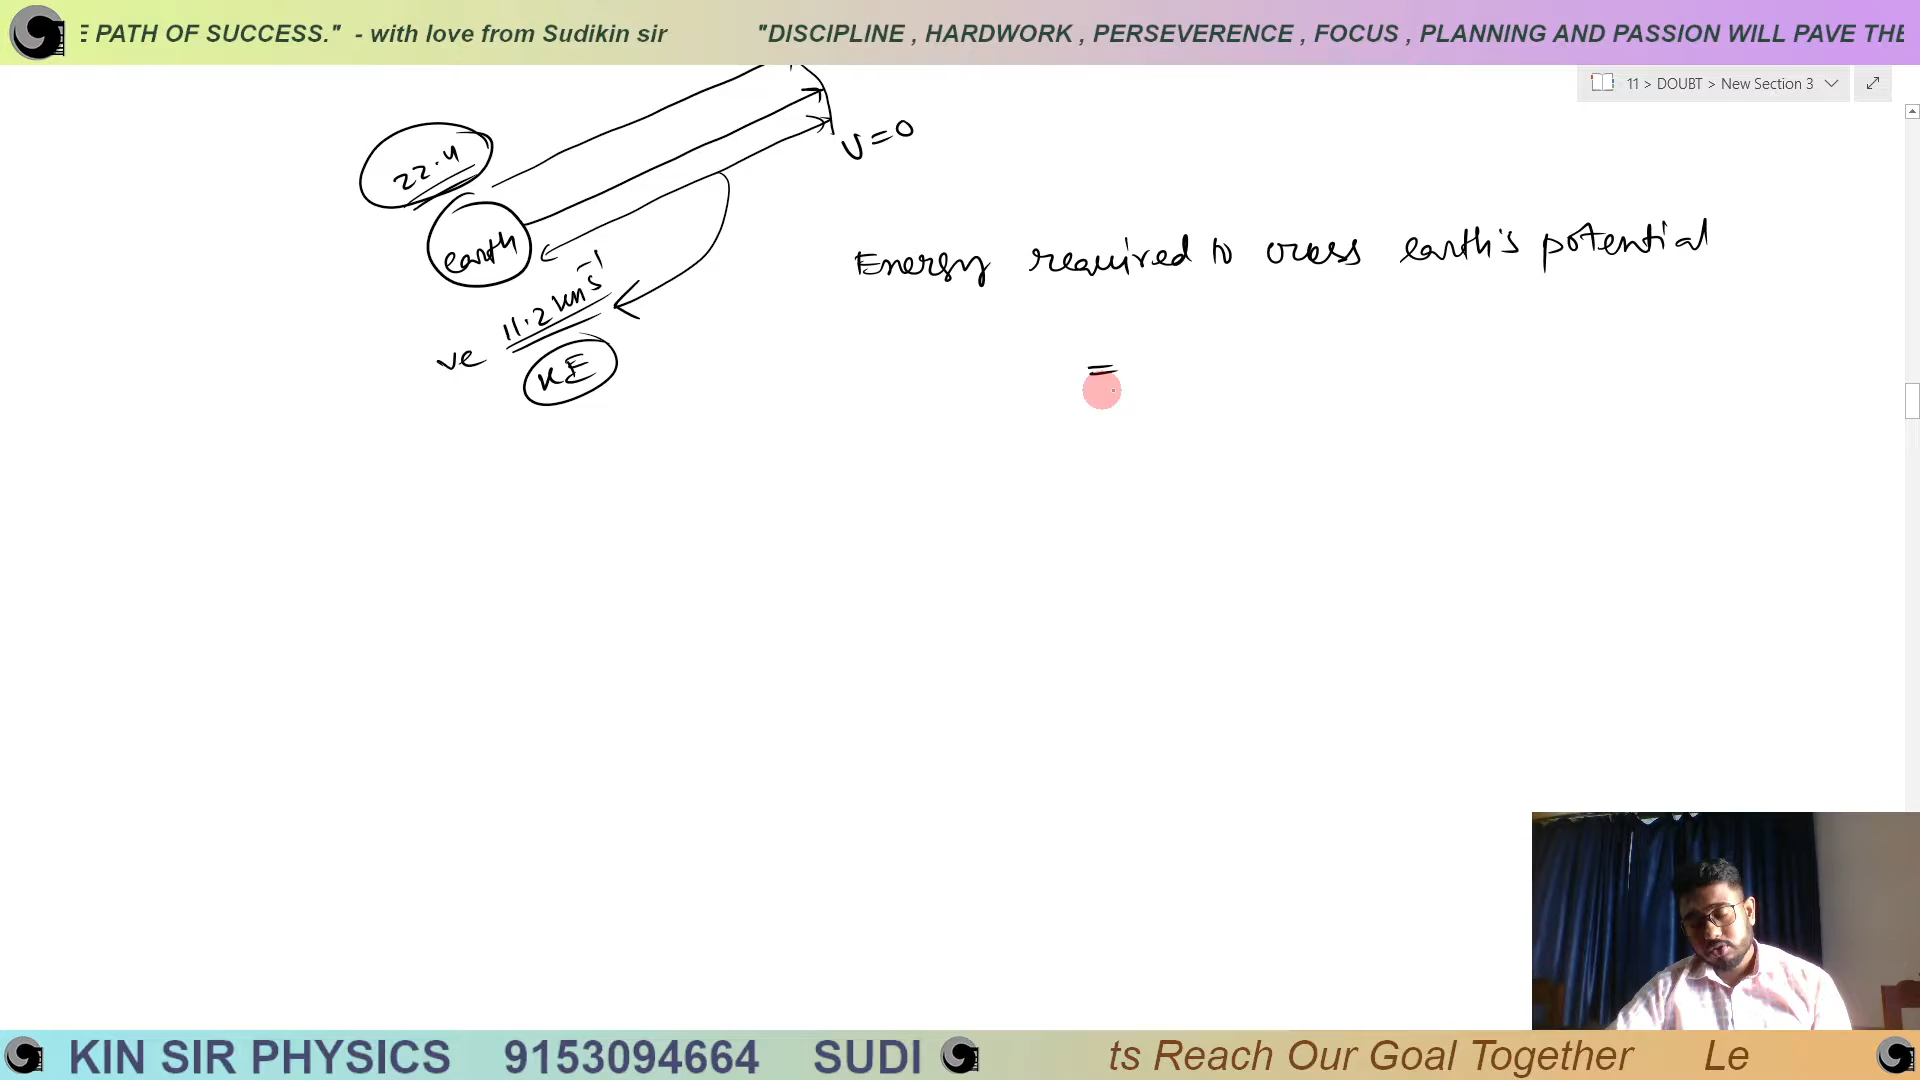 E PATH OF SUCCESS." - with love from Sudikin sir "DISCIPLINE , HARDWORK , PERSEVERENCE , FOCUS , PLANNING AND PASSION WILL PAVE THE
11 > DOUBT > New Section 3
22.4
v=0
earth
Energy required to cross earth's potential
11.2 km s⁻¹
ve
KE
=
KIN SIR PHYSICS 9153094664 SUDI ts Reach Our Goal Together Le